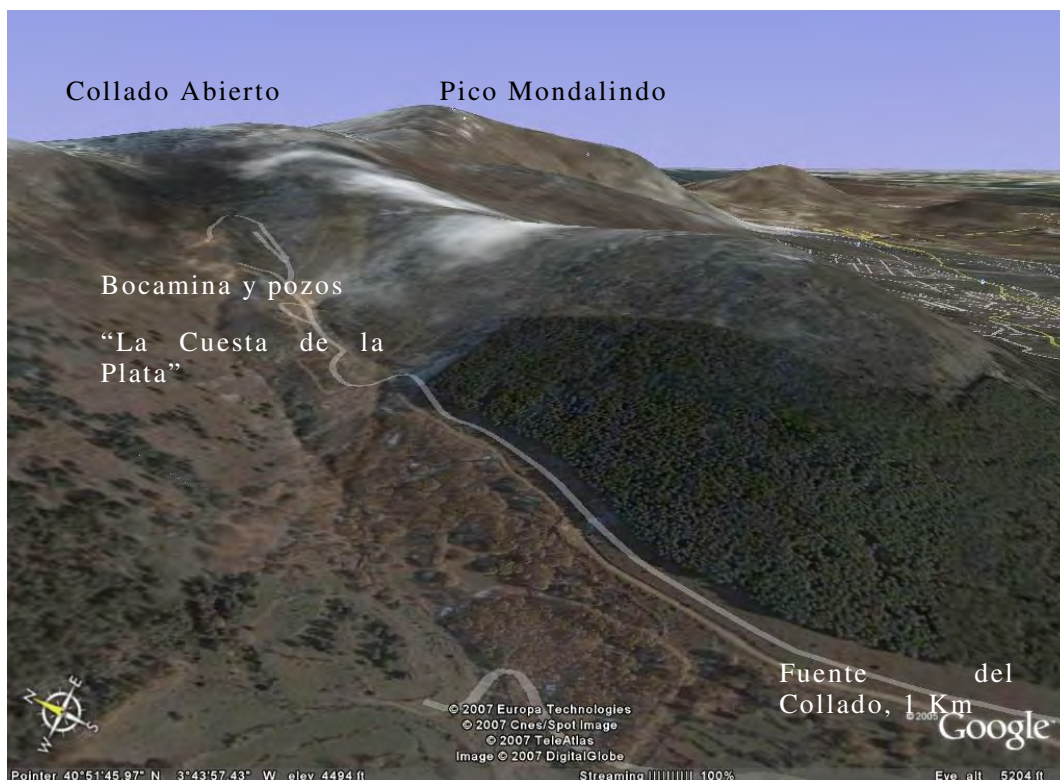 Collado Abierto
Pico Mondalindo
Bocamina y pozos
“La Cuesta de la
Plata”
Fuente del
Collado, 1 Km
N
E
W
S
© 2007 Europa Technologies
© 2007 Cnes/Spot Image
© 2007 TeleAtlas
Image © 2007 DigitalGlobe
© 2005 Google
Pointer 40°51'45.97" N 3°43'57.43" W elev 4494 ft
Streaming |||||||||| 100%
Eye alt 5204 ft